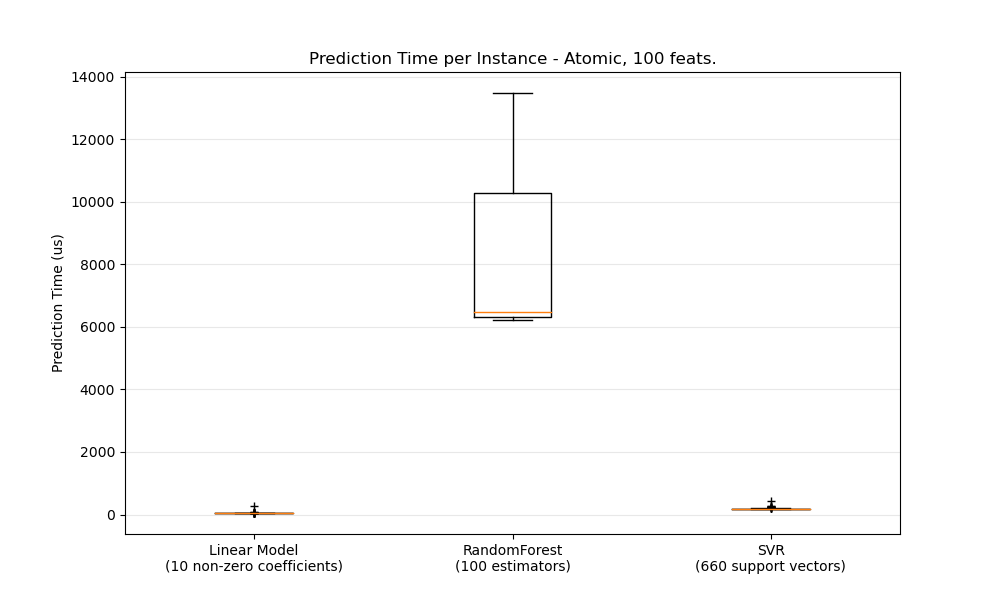 Prediction Time per Instance - Atomic, 100 feats.
14000
12000
10000
8000
6000
4000
2000
0
Prediction Time (us)
Linear Model
(10 non-zero coefficients)
RandomForest
(100 estimators)
SVR
(660 support vectors)